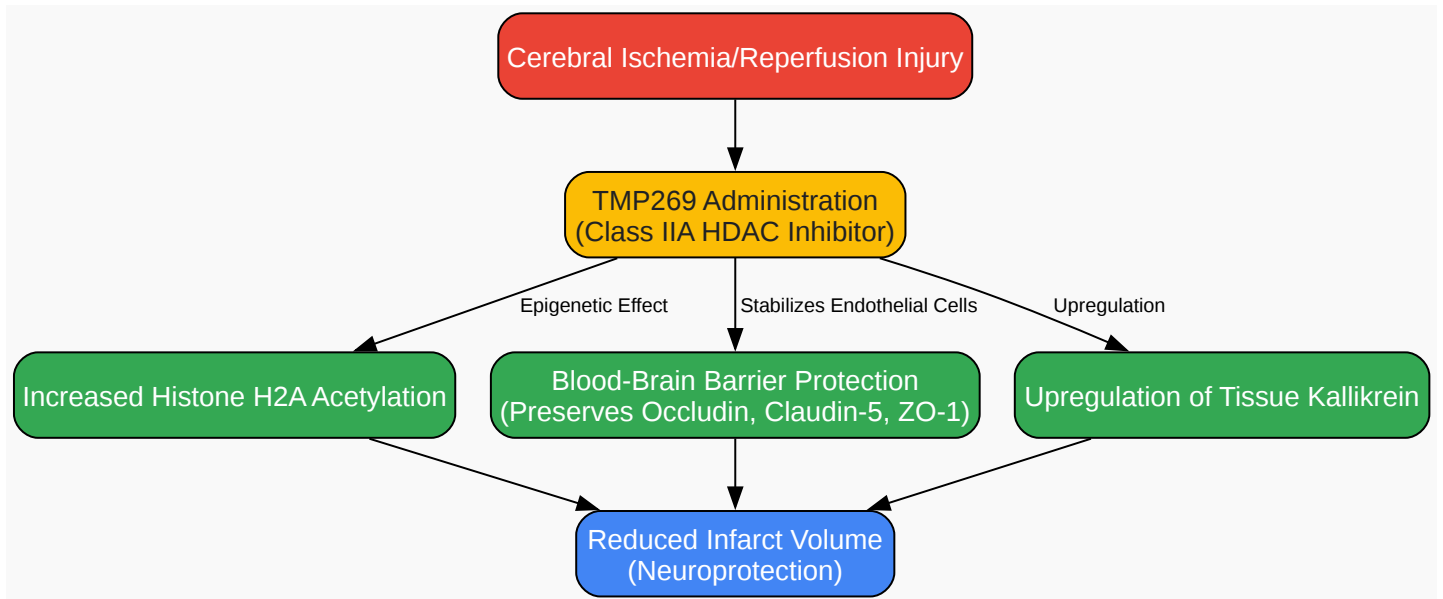 Cerebral Ischemia/Reperfusion Injury
TMP269 Administration
(Class IIA HDAC Inhibitor)
Epigenetic Effect
Stabilizes Endothelial Cells
Upregulation
Increased Histone H2A Acetylation
Blood-Brain Barrier Protection
(Preserves Occludin, Claudin-5, ZO-1)
Upregulation of Tissue Kallikrein
Reduced Infarct Volume
(Neuroprotection)